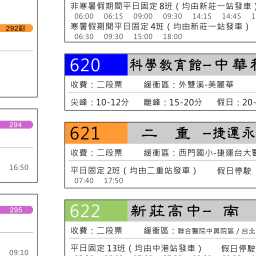 292副
294
16:50
295
09:10
非寒暑假期間平日固定8班（均由新莊一站發車）
06:00 06:15 09:00 09:30 14:15 14:45
寒暑假期間平日固定4班（均由新莊一站發車）
06:30 09:30 15:00 18:00
620 科學教育館-中華
收費：二段票 緩衝區：外雙溪-美麗華
尖峰：10-12分 離峰：15-20分 假日：20-
621 二 重 -捷運永
收費：二段票 緩衝區：西門國小-捷運台大醫
平日固定2班（均由二重站發車） 假日停駛
07:40 17:50
622 新莊高中- 南
收費：二段票 緩衝區：聯合醫院中興院區/台北
平日固定13班（均由中港站發車） 假日停駛
06:00 06:20 06:40 07:00